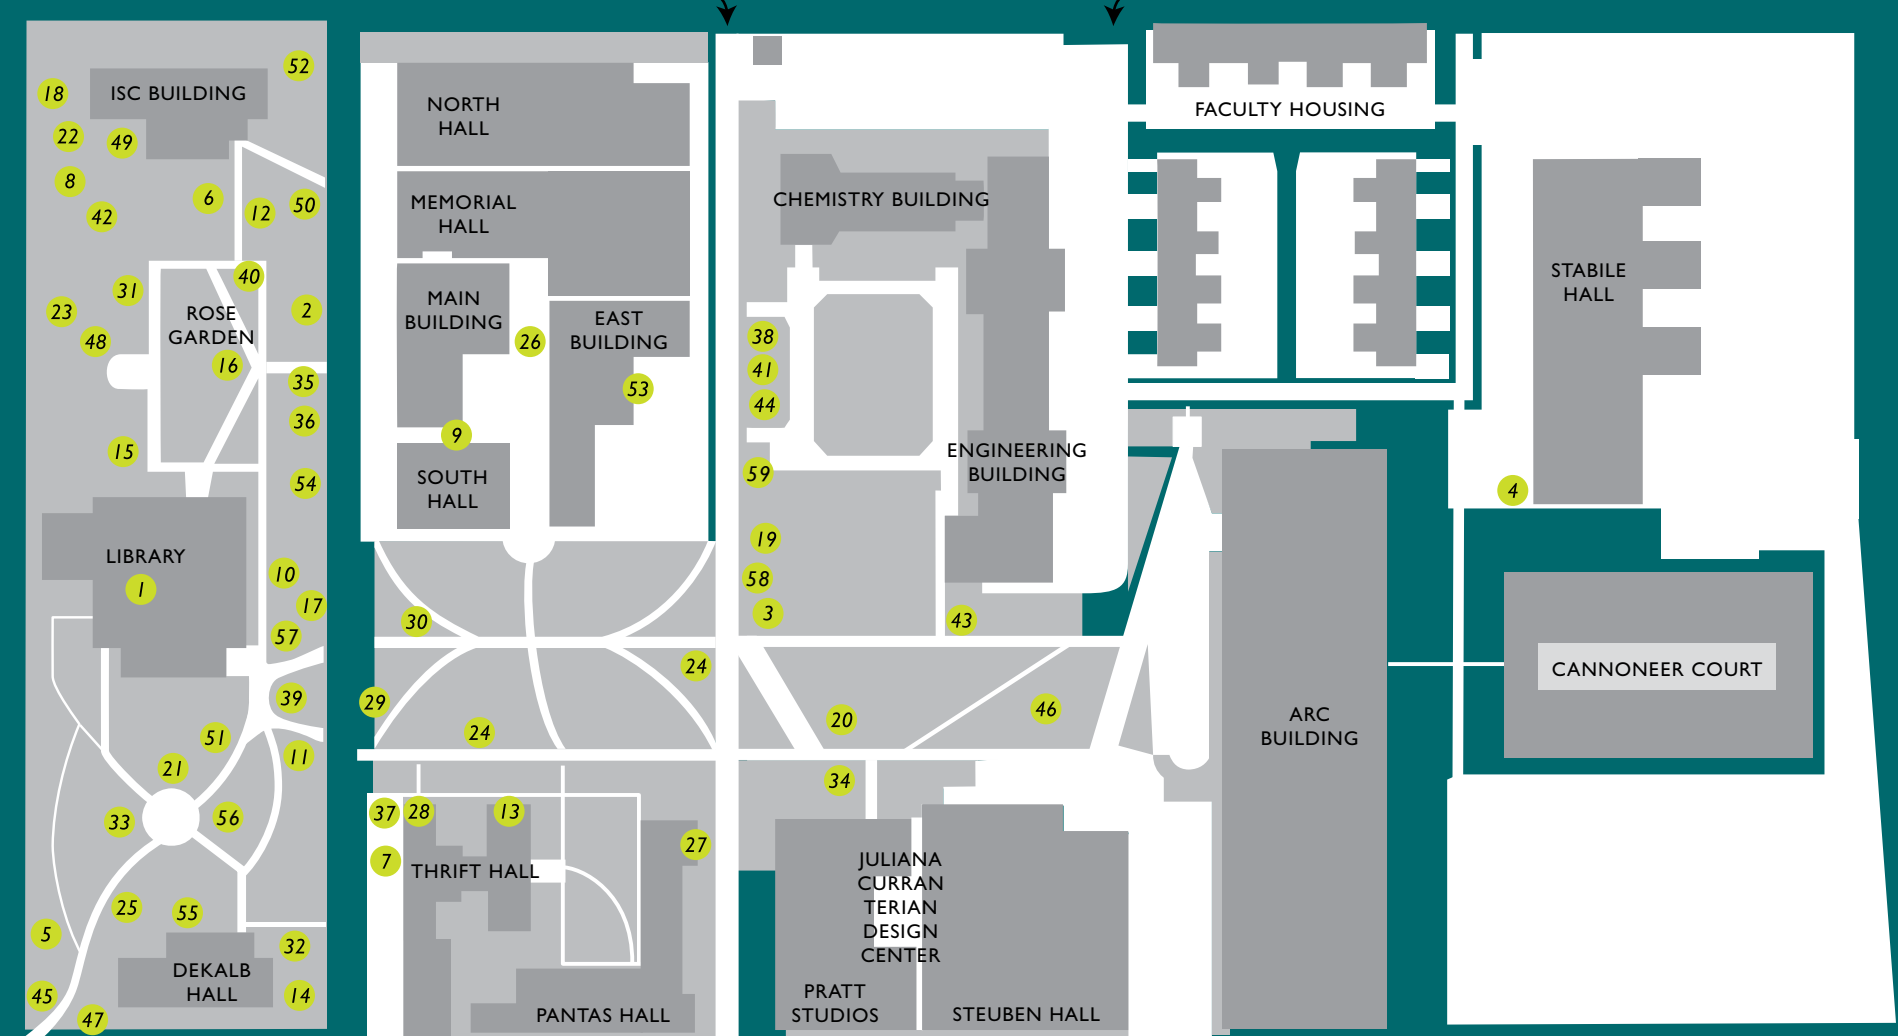 52
18
ISC BUILDING
22
49
8
6
42
12
50
40
31
23
ROSE
GARDEN
2
48
16
35
36
15
54
LIBRARY
1
10
17
57
39
51
11
21
33
56
25
55
5
32
DEKALB
HALL
45
14
47
NORTH
HALL
MEMORIAL
HALL
MAIN
BUILDING
26
EAST
BUILDING
53
9
SOUTH
HALL
30
24
29
24
37
28
13
27
7
THRIFT HALL
PANTAS HALL
CHEMISTRY BUILDING
38
41
44
ENGINEERING
BUILDING
59
19
58
3
43
20
46
34
JULIANA
CURRAN
TERIAN
DESIGN
CENTER
PRATT
STUDIOS
STEUBEN HALL
FACULTY HOUSING
STABILE
HALL
4
CANNONEER COURT
ARC
BUILDING